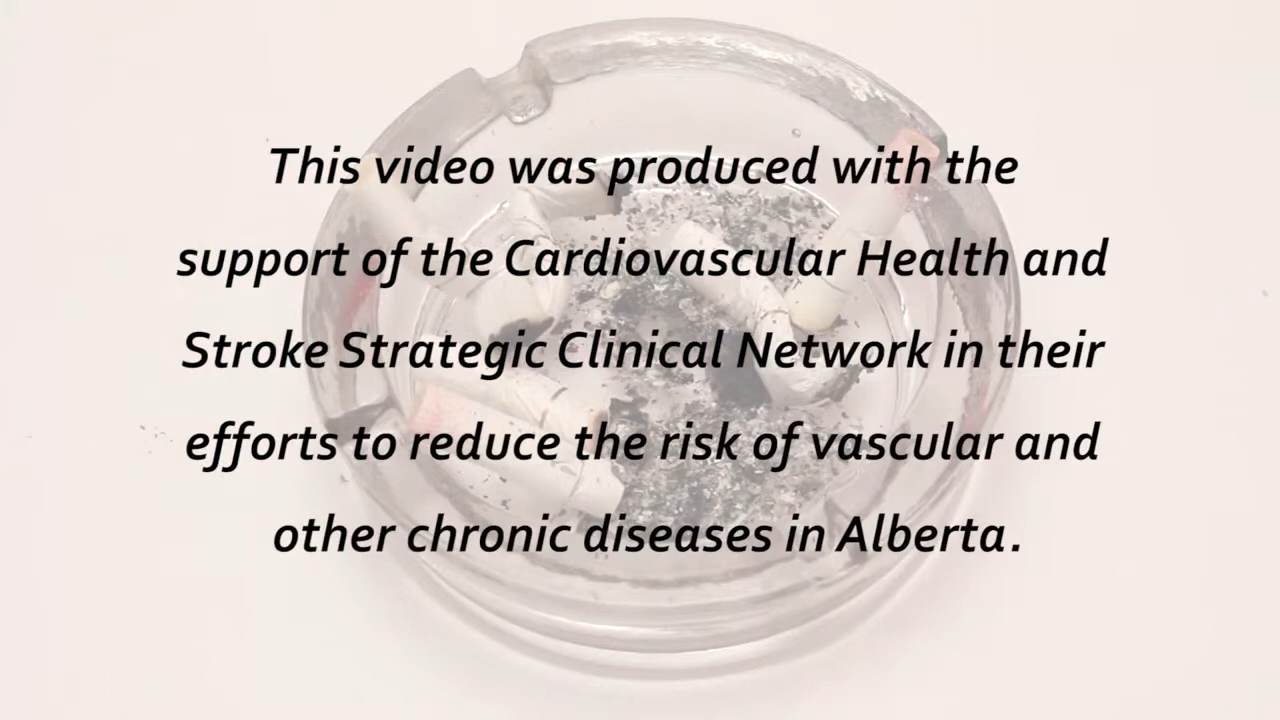 This video was produced with the
support of the Cardiovascular Health and
Stroke Strategic Clinical Network in their
efforts to reduce the risk of vascular and
other chronic diseases in Alberta.